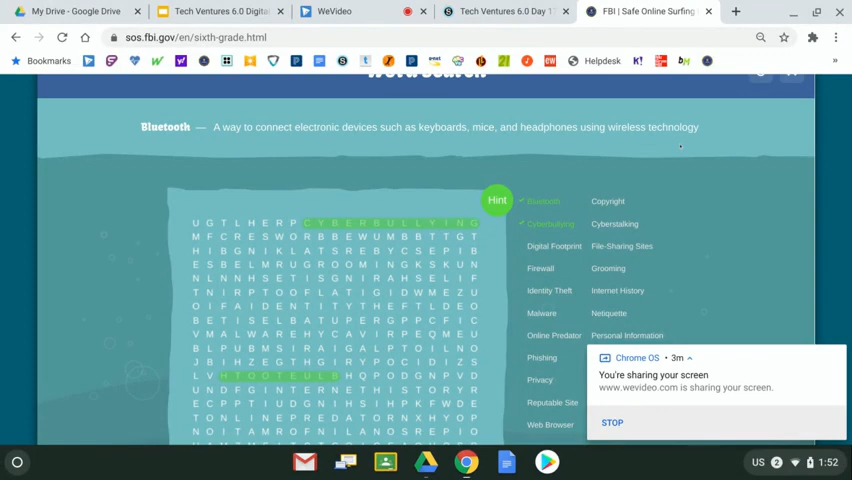 My Drive - Google Drive
Tech Ventures 6.0 Digital
WeVideo
Tech Ventures 6.0 Day 17
FBI | Safe Online Surfing
sos.fbi.gov/en/sixth-grade.html
Bookmarks
Helpdesk
Word Search
Bluetooth — A way to connect electronic devices such as keyboards, mice, and headphones using wireless technology
Hint
U G T L H E R P C Y B E R B U L L Y I N G
M F C R E S W O R B B E W U M B B T T G T
H I B G N I K L A T S R E B Y C S E P I B
E S B E L M R U G R O O M I N G K S K U N
N L N N H S E T I S G N I R A H S E L I F
T N I R P T O O F L A T I G I D W M E Z U
O I F A I D E N T I T Y T H E F T L D E O
B E T I S E L B A T U P E R G P P C F I C
V M A L W A R E H Y C A V I R P E Q M E U
B L P U B M S I R A I G A L P T O I L N O
J B I H Z E G T H G I R Y P O C I D I Z S
L V H T O O T E U L B H Q P O D G N P V D
U N D F G I N T E R N E T H I S T O R Y R
E C P P T I U D G N I H S I H P K F W D E
T O N L I N E P R E D A T O R N X H Y O P
N O I T A M R O F N I L A N O S R E P I O
Bluetooth
Cyberbullying
Digital Footprint
Firewall
Identity Theft
Malware
Online Predator
Phishing
Privacy
Reputable Site
Web Browser
Copyright
Cyberstalking
File-Sharing Sites
Grooming
Internet History
Netiquette
Personal Information
Chrome OS • 3m
You're sharing your screen
www.wevideo.com is sharing your screen.
STOP
US 2 1:52